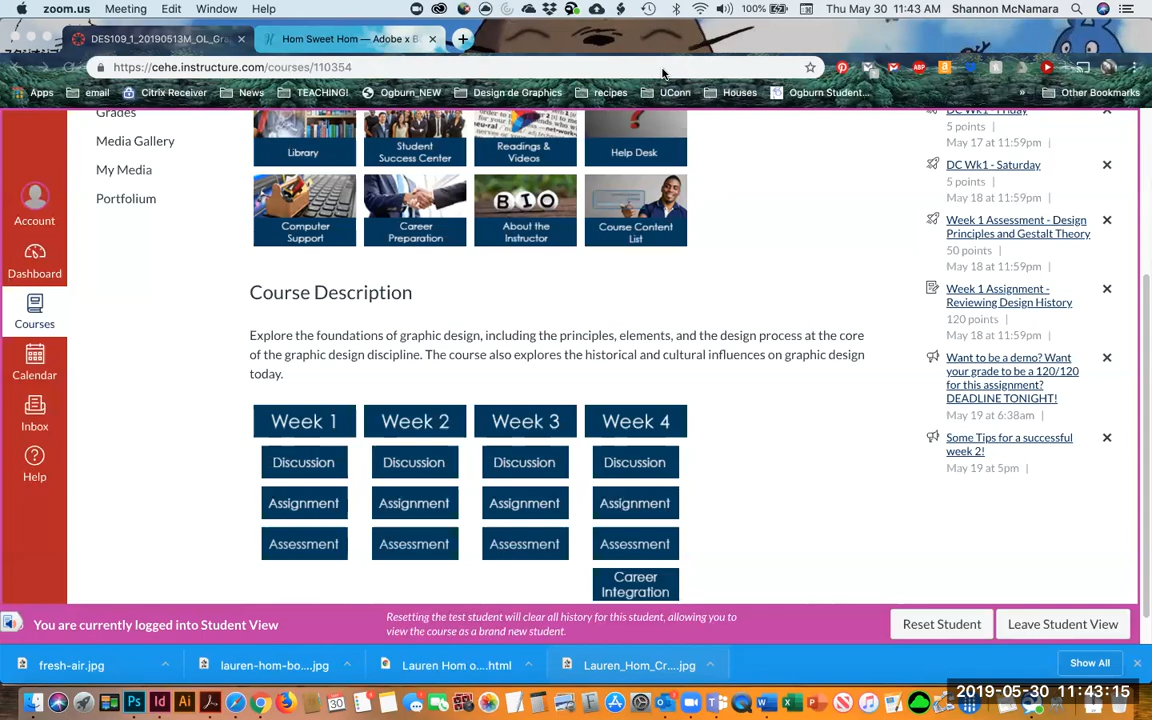 zoom.us Meeting Edit Window Help 100% Thu May 30 11:43 AM Shannon McNamara
DES109_1_20190513M_OL_Gra × Hom Sweet Hom — Adobe x B × +
https://cehe.instructure.com/courses/110354
Apps email Citrix Receiver News TEACHING! Ogburn_NEW Design de Graphics recipes UConn Houses Ogburn Student... » Other Bookmarks
Grades
Media Gallery
My Media
Portfolium
Account
Dashboard
Courses
Calendar
Inbox
Help
Library
Student
Success Center
Readings &
Videos
Help Desk
Computer
Support
Career
Preparation
BIO
About the
Instructor
Course Content
List
Course Description
Explore the foundations of graphic design, including the principles, elements, and the design process at the core
of the graphic design discipline. The course also explores the historical and cultural influences on graphic design
today.
Week 1 Week 2 Week 3 Week 4
Discussion Discussion Discussion Discussion
Assignment Assignment Assignment Assignment
Assessment Assessment Assessment Assessment
Career
Integration
DC Wk1 - Friday
5 points |
May 17 at 11:59pm |
DC Wk1 - Saturday
5 points |
May 18 at 11:59pm |
Week 1 Assessment - Design
Principles and Gestalt Theory
50 points |
May 18 at 11:59pm |
Week 1 Assignment -
Reviewing Design History
120 points |
May 18 at 11:59pm |
Want to be a demo? Want
your grade to be a 120/120
for this assignment?
DEADLINE TONIGHT!
May 19 at 6:38am |
Some Tips for a successful
week 2!
May 19 at 5pm |
You are currently logged into Student View
Resetting the test student will clear all history for this student, allowing you to
view the course as a brand new student.
Reset Student Leave Student View
fresh-air.jpg lauren-hom-bo....jpg Lauren Hom o....html Lauren_Hom_Cr....jpg Show All
Ps Id Ai
2019-05-30 11:43:15